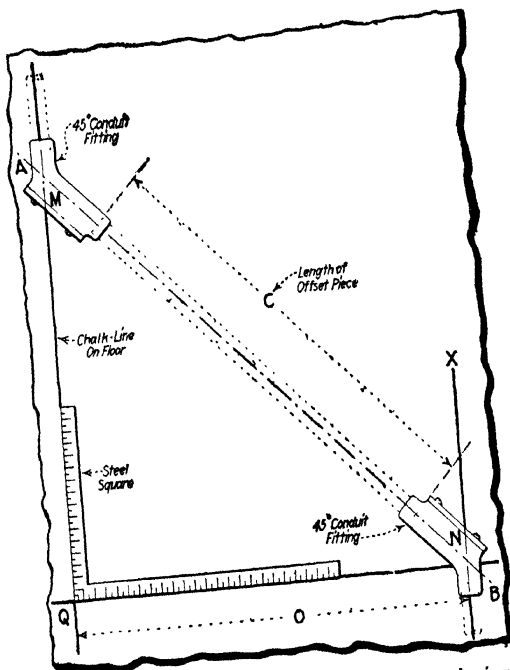 45° Conduit
Fitting
A
M
Length of
Offset Piece
C
Chalk-Line
On Floor
X
Steel
Square
45° Conduit
Fitting
N
B
Q
O